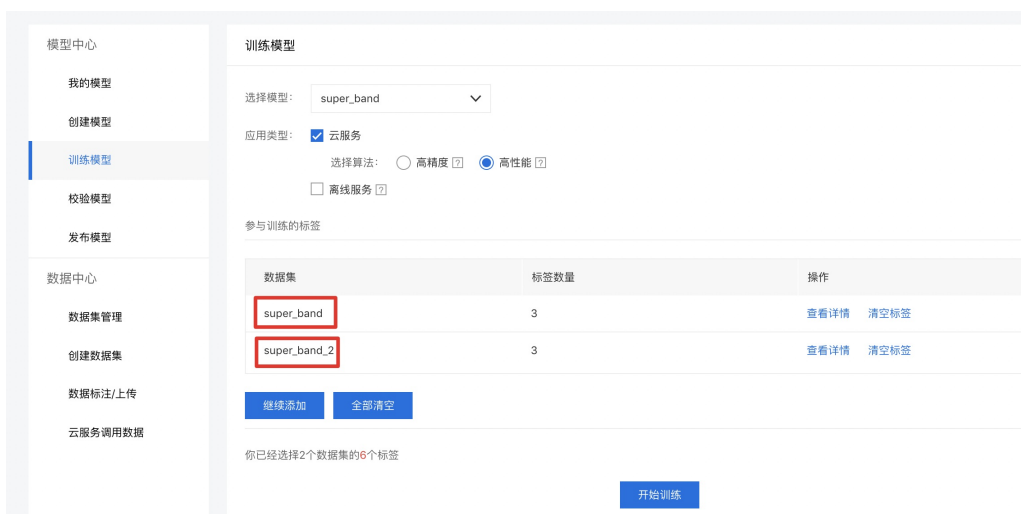 模型中心
我的模型
创建模型
训练模型
校验模型
发布模型
数据中心
数据集管理
创建数据集
数据标注/上传
云服务调用数据
训练模型
选择模型: super_band
应用类型: 云服务
选择算法: 高精度 ? 高性能 ?
离线服务 ?
参与训练的标签
数据集 标签数量 操作
super_band 3 查看详情 清空标签
super_band_2 3 查看详情 清空标签
继续添加 全部清空
你已经选择2个数据集的6个标签
开始训练